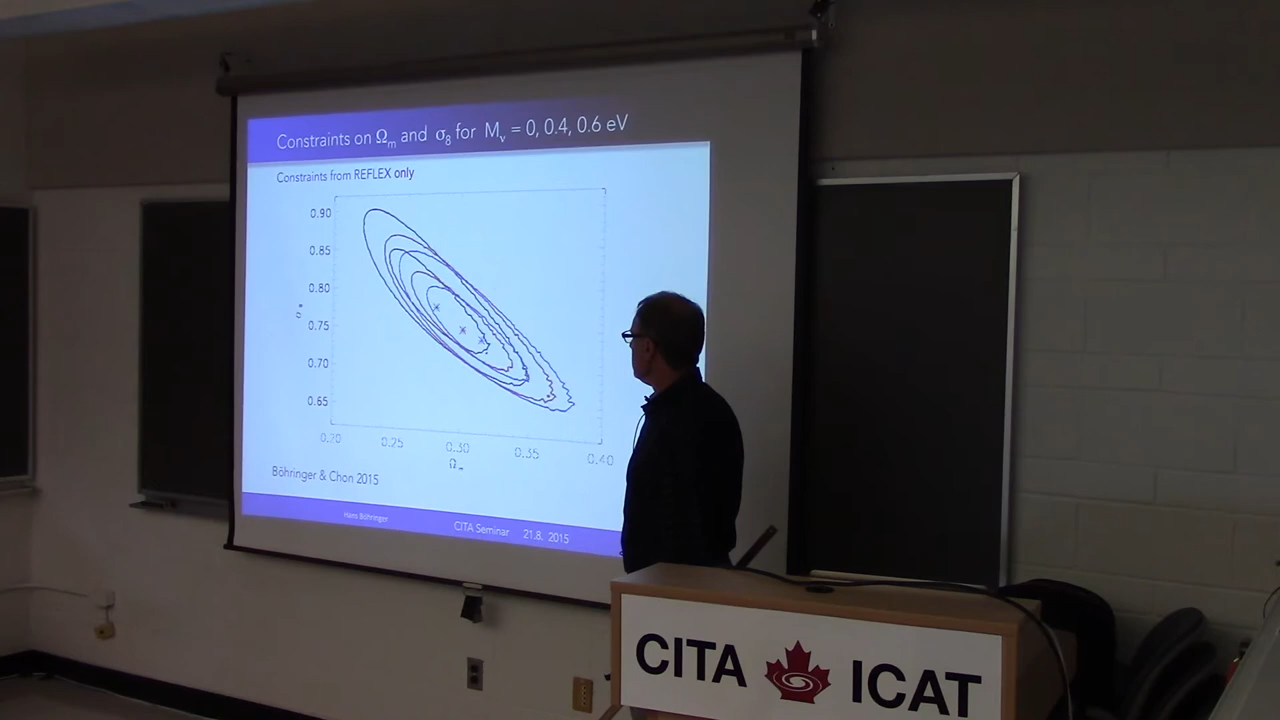 Constraints on Ωm and σ8 for Mν = 0, 0.4, 0.6 eV
Constraints from REFLEX only
0.90
0.85
0.80
0.75
0.70
0.65
σ8
0.20 0.25 0.30 0.35 0.40
Ωm
Böhringer & Chon 2015
Hans Böhringer CITA Seminar 21.8. 2015
CITA ICAT